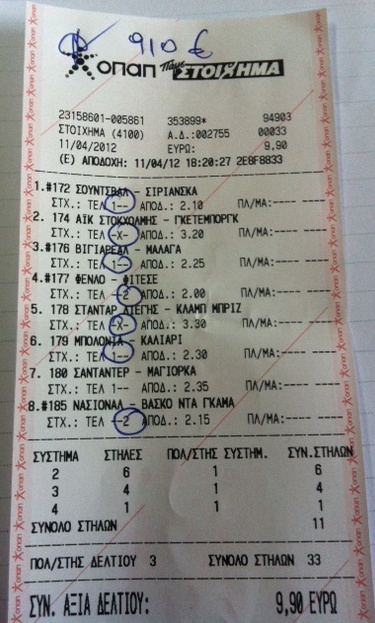 910 €
οπαπ Πάμε ΣΤΟΙΧΗΜΑ
23158601-005861 353899* 94903
ΣΤΟΙΧΗΜΑ (4100) Α.Δ.:002755 00033
11/04/2012 ΕΥΡΩ: 9,90
(Ε) ΑΠΟΔΟΧΗ: 11/04/12 18:20:27 2E8F8833
1.#172 ΣΟΥΝΤΣΒΑΛ - ΣΙΡΙΑΝΣΚΑ
ΣΤΧ.: ΤΕΛ 1-- ΑΠΟΔ.: 2.10 ΠΛ/ΜΑ:---- ----
2. 174 ΑΪΚ ΣΤΟΚΧΟΛΜΗΣ - ΓΚΕΤΕΜΠΟΡΓΚ
ΣΤΧ.: ΤΕΛ -X- ΑΠΟΔ.: 3.20 ΠΛ/ΜΑ:---- ----
3.#176 ΒΙΓΙΑΡΕΑΛ - ΜΑΛΑΓΑ
ΣΤΧ.: ΤΕΛ 1-- ΑΠΟΔ.: 2.25 ΠΛ/ΜΑ:---- ----
4.#177 ΦΕΝΛΟ - ΦΙΤΕΣΕ
ΣΤΧ.: ΤΕΛ --2 ΑΠΟΔ.: 2.00 ΠΛ/ΜΑ:---- ----
5. 178 ΣΤΑΝΤΑΡ ΛΙΕΓΗΣ - ΚΛΑΜΠ ΜΠΡΙΖ
ΣΤΧ.: ΤΕΛ -X- ΑΠΟΔ.: 3.30 ΠΛ/ΜΑ:---- ----
6. 179 ΜΠΟΛΟΝΙΑ - ΚΑΛΙΑΡΙ
ΣΤΧ.: ΤΕΛ 1-- ΑΠΟΔ.: 2.30 ΠΛ/ΜΑ:---- ----
7. 180 ΣΑΝΤΑΝΤΕΡ - ΜΑΓΙΟΡΚΑ
ΣΤΧ.: ΤΕΛ 1-- ΑΠΟΔ.: 2.35 ΠΛ/ΜΑ:---- ----
8.#185 ΝΑΣΙΟΝΑΛ - ΒΑΣΚΟ ΝΤΑ ΓΚΑΜΑ
ΣΤΧ.: ΤΕΛ --2 ΑΠΟΔ.: 2.15 ΠΛ/ΜΑ:---- ----
ΣΥΣΤΗΜΑ ΣΤΗΛΕΣ ΠΟΛ/ΣΤΗΣ ΣΥΣΤΗΜ. ΣΥΝ.ΣΤΗΛΩΝ
2 6 1 6
3 4 1 4
4 1 1 1
ΣΥΝΟΛΟ ΣΤΗΛΩΝ 11
ΠΟΛ/ΣΤΗΣ ΔΕΛΤΙΟΥ 3 ΣΥΝΟΛΟ ΣΤΗΛΩΝ 33
ΣΥΝ. ΑΞΙΑ ΔΕΛΤΙΟΥ: 9,90 ΕΥΡΩ